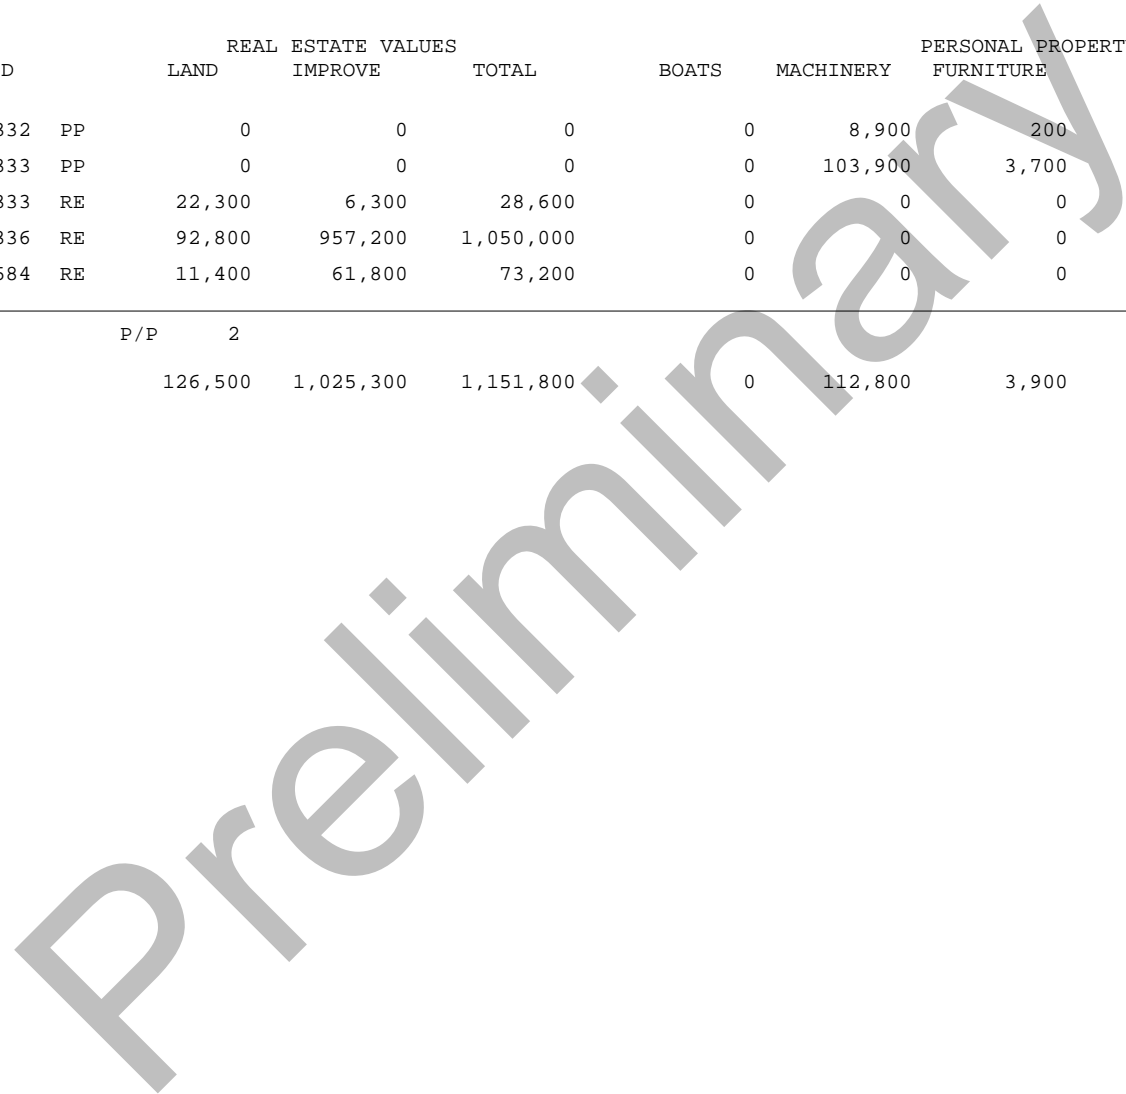 REAL ESTATE VALUES PERSONAL PROPERT
D LAND IMPROVE TOTAL BOATS MACHINERY FURNITURE
332 PP 0 0 0 0 8,900 200
333 PP 0 0 0 0 103,900 3,700
333 RE 22,300 6,300 28,600 0 0 0
336 RE 92,800 957,200 1,050,000 0 0 0
584 RE 11,400 61,800 73,200 0 0 0
P/P 2
126,500 1,025,300 1,151,800 0 112,800 3,900
Preliminary